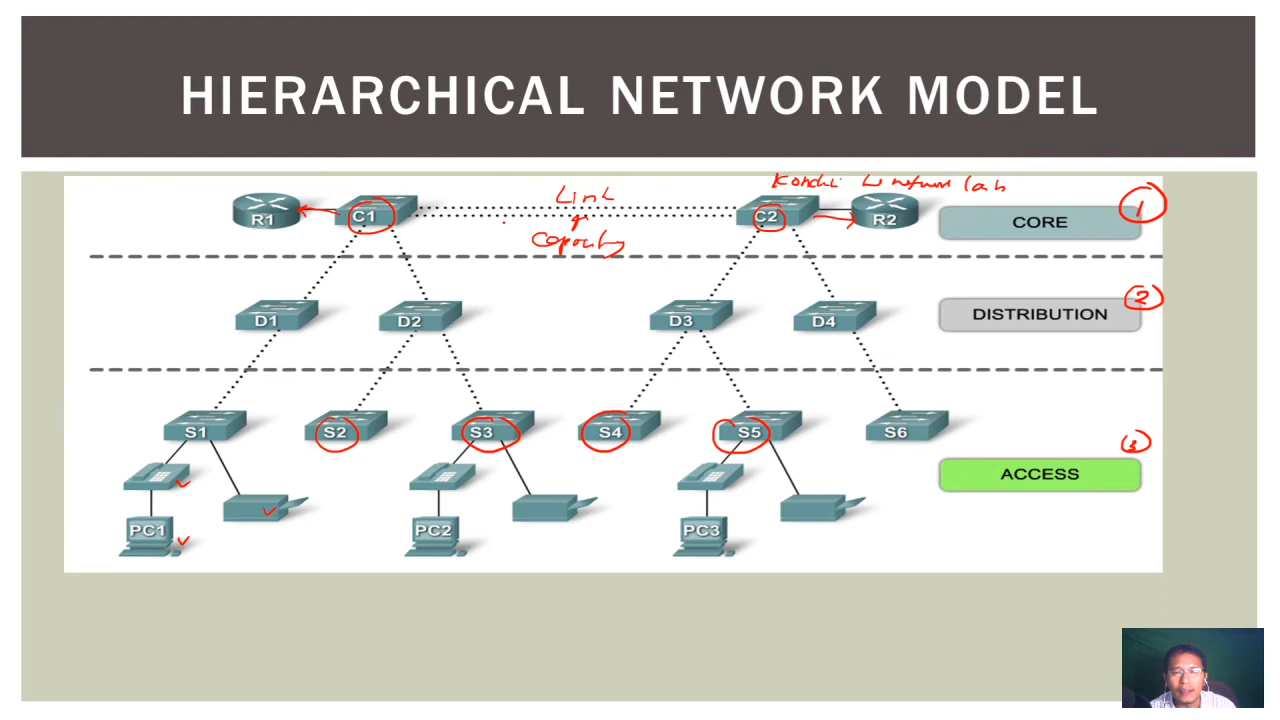 HIERARCHICAL NETWORK MODEL
Link
R1 C1 C2 R2 CORE 1
Capacity
D1 D2 D3 D4 DISTRIBUTION 2
S1 S2 S3 S4 S5 S6
ACCESS 3
PC1 PC2 PC3